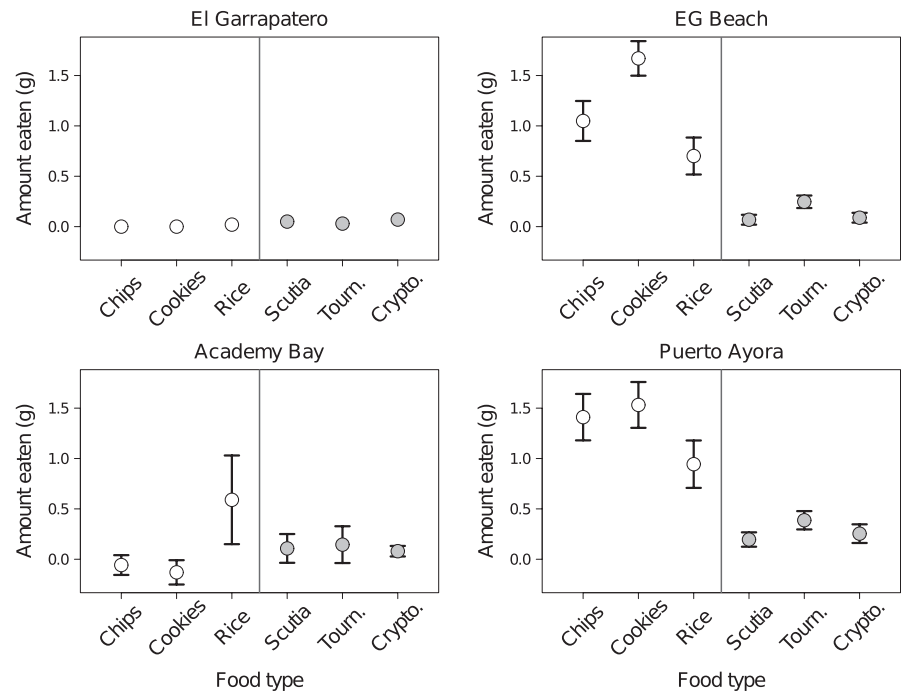 El Garrapatero
Amount eaten (g)
1.5
1.0
0.5
0.0
Chips
Cookies
Rice
Scutia
Tourn.
Crypto.
EG Beach
Amount eaten (g)
1.5
1.0
0.5
0.0
Chips
Cookies
Rice
Scutia
Tourn.
Crypto.
Academy Bay
Amount eaten (g)
1.5
1.0
0.5
0.0
Chips
Cookies
Rice
Scutia
Tourn.
Crypto.
Food type
Puerto Ayora
Amount eaten (g)
1.5
1.0
0.5
0.0
Chips
Cookies
Rice
Scutia
Tourn.
Crypto.
Food type